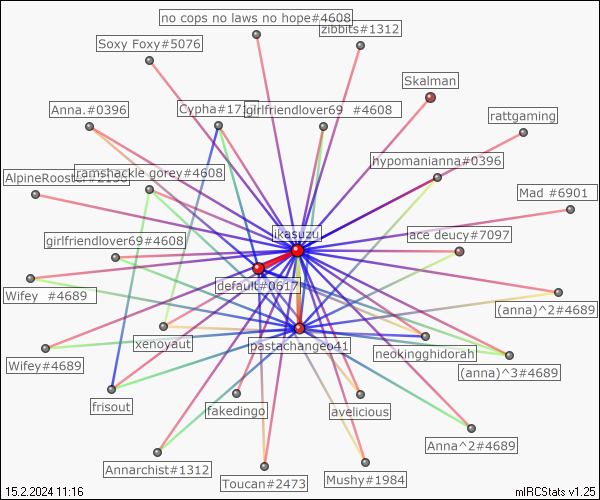 no cops no laws no hope#4608
zibbits#1312
Soxy Foxy#5076
Skalman
Anna.#0396
Cypha#171
girlfriendlover69 #4608
rattgaming
hypomanianna#0396
AlpineRooster#2136
ramshackle gorey#4608
Mad #6901
ikasuzu
ace deucy#7097
girlfriendlover69#4608
default#0617
Wifey #4689
(anna)^2#4689
xenoyaut
pastachangeo41
neokingghidorah
Wifey#4689
(anna)^3#4689
frisout
fakedingo
avelicious
Anna^2#4689
Annarchist#1312
Toucan#2473
Mushy#1984
15.2.2024 11:16
mIRCStats v1.25